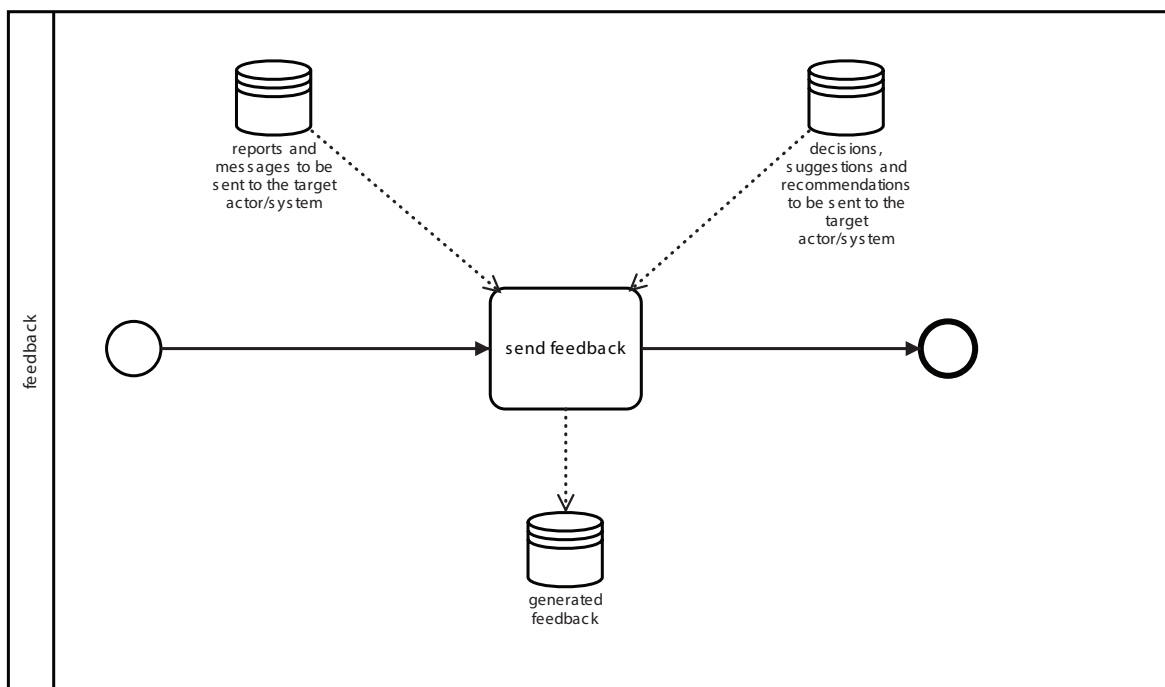 feedback
reports and
messages to be
sent to the target
actor/system
decisions,
suggestions and
recommendations
to be sent to the
target
actor/system
send feedback
generated
feedback